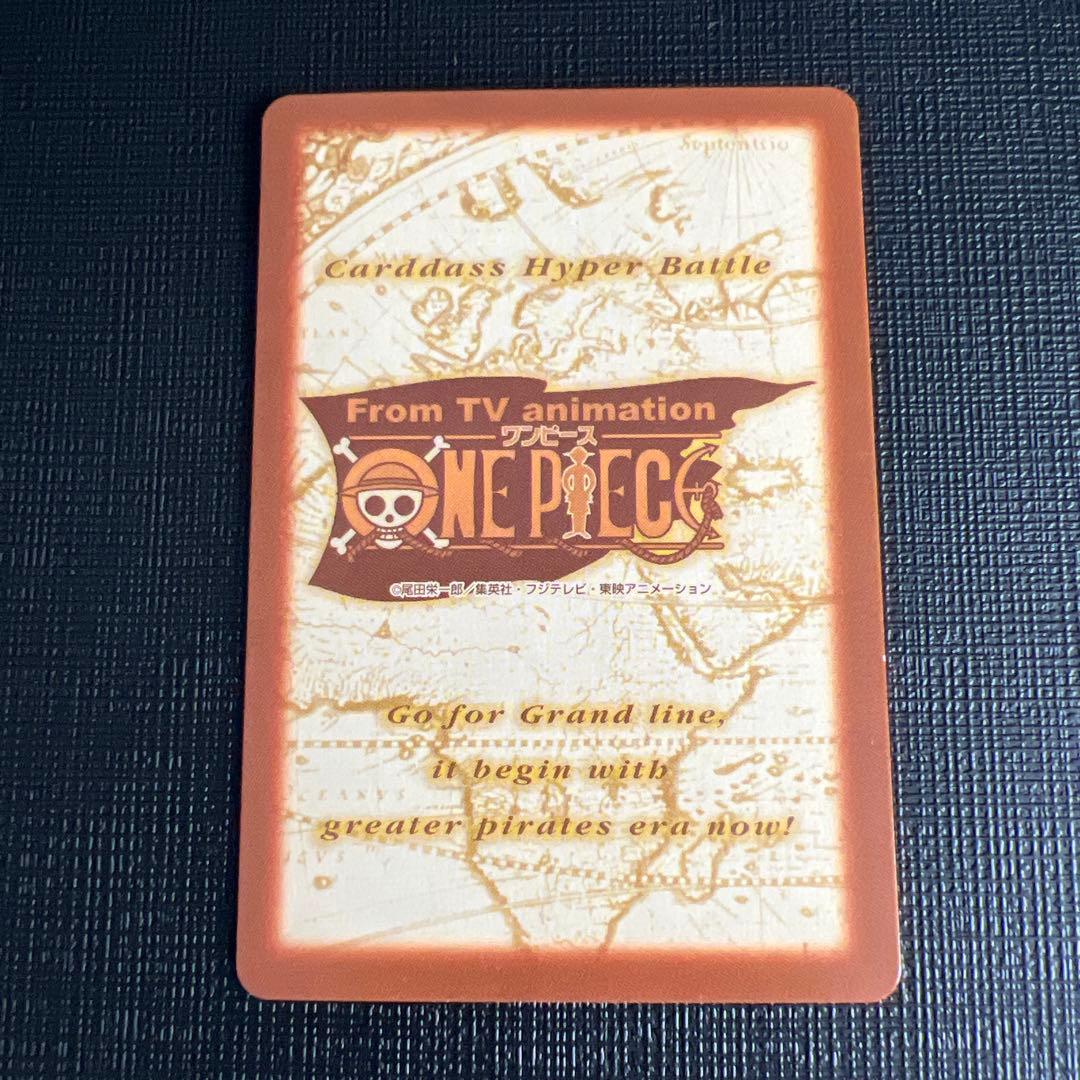 Septentrio
Carddass Hyper Battle
From TV animation
ワンピース
ONE PIECE
©尾田栄一郎／集英社・フジテレビ・東映アニメーション
Go for Grand line,
it begin with
greater pirates era now!